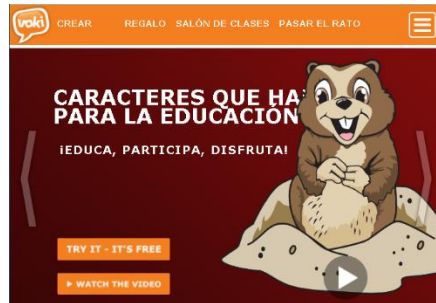 voki
CREAR REGALO SALÓN DE CLASES PASAR EL RATO
CARACTERES QUE
PARA LA EDUCACIÓN
¡EDUCA, PARTICIPA, DISFRUTA!
TRY IT - IT'S FREE
WATCH THE VIDEO